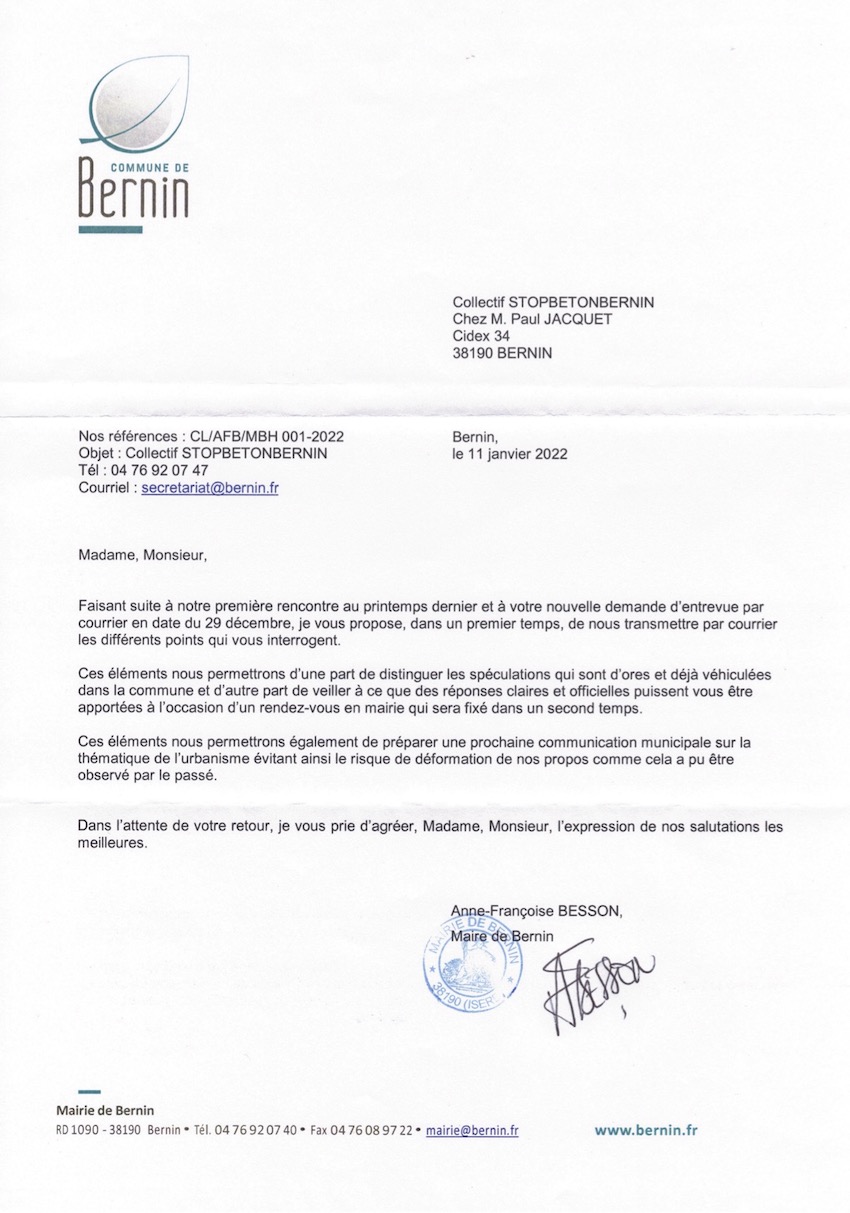 COMMUNE DE
Bernin
Collectif STOPBETONBERNIN
Chez M. Paul JACQUET
Cidex 34
38190 BERNIN
Nos références : CL/AFB/MBH 001-2022
Objet : Collectif STOPBETONBERNIN
Tél : 04 76 92 07 47
Courriel : secretariat@bernin.fr
Bernin,
le 11 janvier 2022
Madame, Monsieur,
Faisant suite à notre première rencontre au printemps dernier et à votre nouvelle demande d'entrevue par
courrier en date du 29 décembre, je vous propose, dans un premier temps, de nous transmettre par courrier
les différents points qui vous interrogent.
Ces éléments nous permettrons d'une part de distinguer les spéculations qui sont d'ores et déjà véhiculées
dans la commune et d'autre part de veiller à ce que des réponses claires et officielles puissent vous être
apportées à l'occasion d'un rendez-vous en mairie qui sera fixé dans un second temps.
Ces éléments nous permettrons également de préparer une prochaine communication municipale sur la
thématique de l'urbanisme évitant ainsi le risque de déformation de nos propos comme cela a pu être
observé par le passé.
Dans l'attente de votre retour, je vous prie d'agréer, Madame, Monsieur, l'expression de nos salutations les
meilleures.
Anne-Françoise BESSON,
Maire de Bernin
MAIRIE DE BERNIN
38190 (ISERE)
AFBesson
Mairie de Bernin
RD 1090 - 38190 Bernin • Tél. 04 76 92 07 40 • Fax 04 76 08 97 22 • mairie@bernin.fr
www.bernin.fr